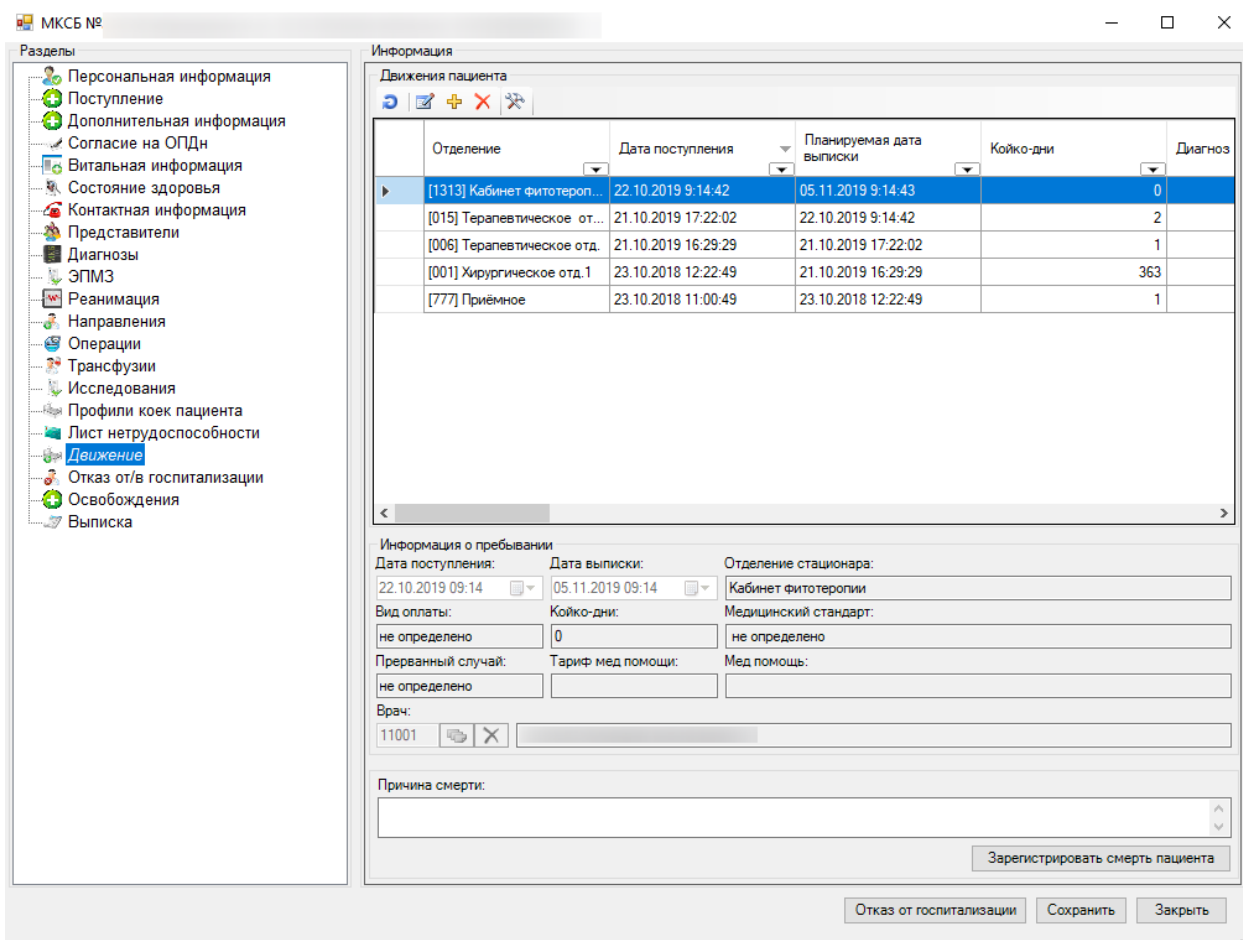 МКСБ №
Разделы
Персональная информация
Поступление
Дополнительная информация
Согласие на ОПДн
Витальная информация
Состояние здоровья
Контактная информация
Представители
Диагнозы
ЭПМЗ
Реанимация
Направления
Операции
Трансфузии
Исследования
Профили коек пациента
Лист нетрудоспособности
Движение
Отказ от/в госпитализации
Освобождения
Выписка
Информация
Движения пациента
Отделение Дата поступления Планируемая дата выписки Койко-дни Диагноз
[1313] Кабинет фитотероп... 22.10.2019 9:14:42 05.11.2019 9:14:43 0
[015] Терапевтическое от... 21.10.2019 17:22:02 22.10.2019 9:14:42 2
[006] Терапевтическое отд. 21.10.2019 16:29:29 21.10.2019 17:22:02 1
[001] Хирургическое отд.1 23.10.2018 12:22:49 21.10.2019 16:29:29 363
[777] Приёмное 23.10.2018 11:00:49 23.10.2018 12:22:49 1
Информация о пребывании
Дата поступления: Дата выписки: Отделение стационара:
22.10.2019 09:14 05.11.2019 09:14 Кабинет фитотеропии
Вид оплаты: Койко-дни: Медицинский стандарт:
не определено 0 не определено
Прерванный случай: Тариф мед помощи: Мед помощь:
не определено
Врач:
11001
Причина смерти:
Зарегистрировать смерть пациента
Отказ от госпитализации Сохранить Закрыть